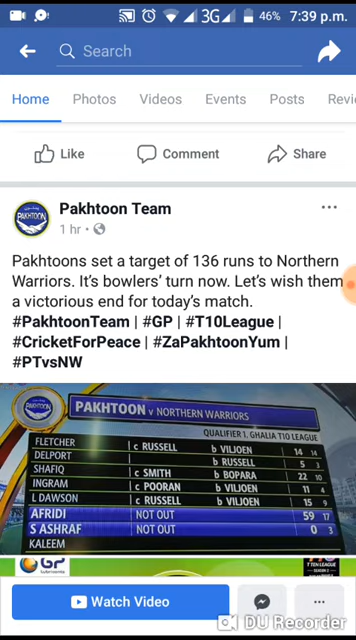 3G 46% 7:39 p.m.
Search
Home Photos Videos Events Posts Revi
Like Comment Share
Pakhtoon Team
1 hr
Pakhtoons set a target of 136 runs to Northern
Warriors. It's bowlers' turn now. Let's wish them
a victorious end for today's match.
#PakhtoonTeam | #GP | #T10League |
#CricketForPeace | #ZaPakhtoonYum |
#PTvsNW
PAKHTOON
PAKHTOON v NORTHERN WARRIORS
QUALIFIER 1, GHALIA T10 LEAGUE
FLETCHER c RUSSELL b VILJOEN 14 14
DELPORT b RUSSELL 5 3
SHAFIQ c SMITH b BOPARA 22 10
INGRAM c POORAN b VILJOEN 11 4
L DAWSON c RUSSELL b VILJOEN 15 9
AFRIDI NOT OUT 59 17
S ASHRAF NOT OUT 0 3
KALEEM
GP
Watch Video
DU Recorder